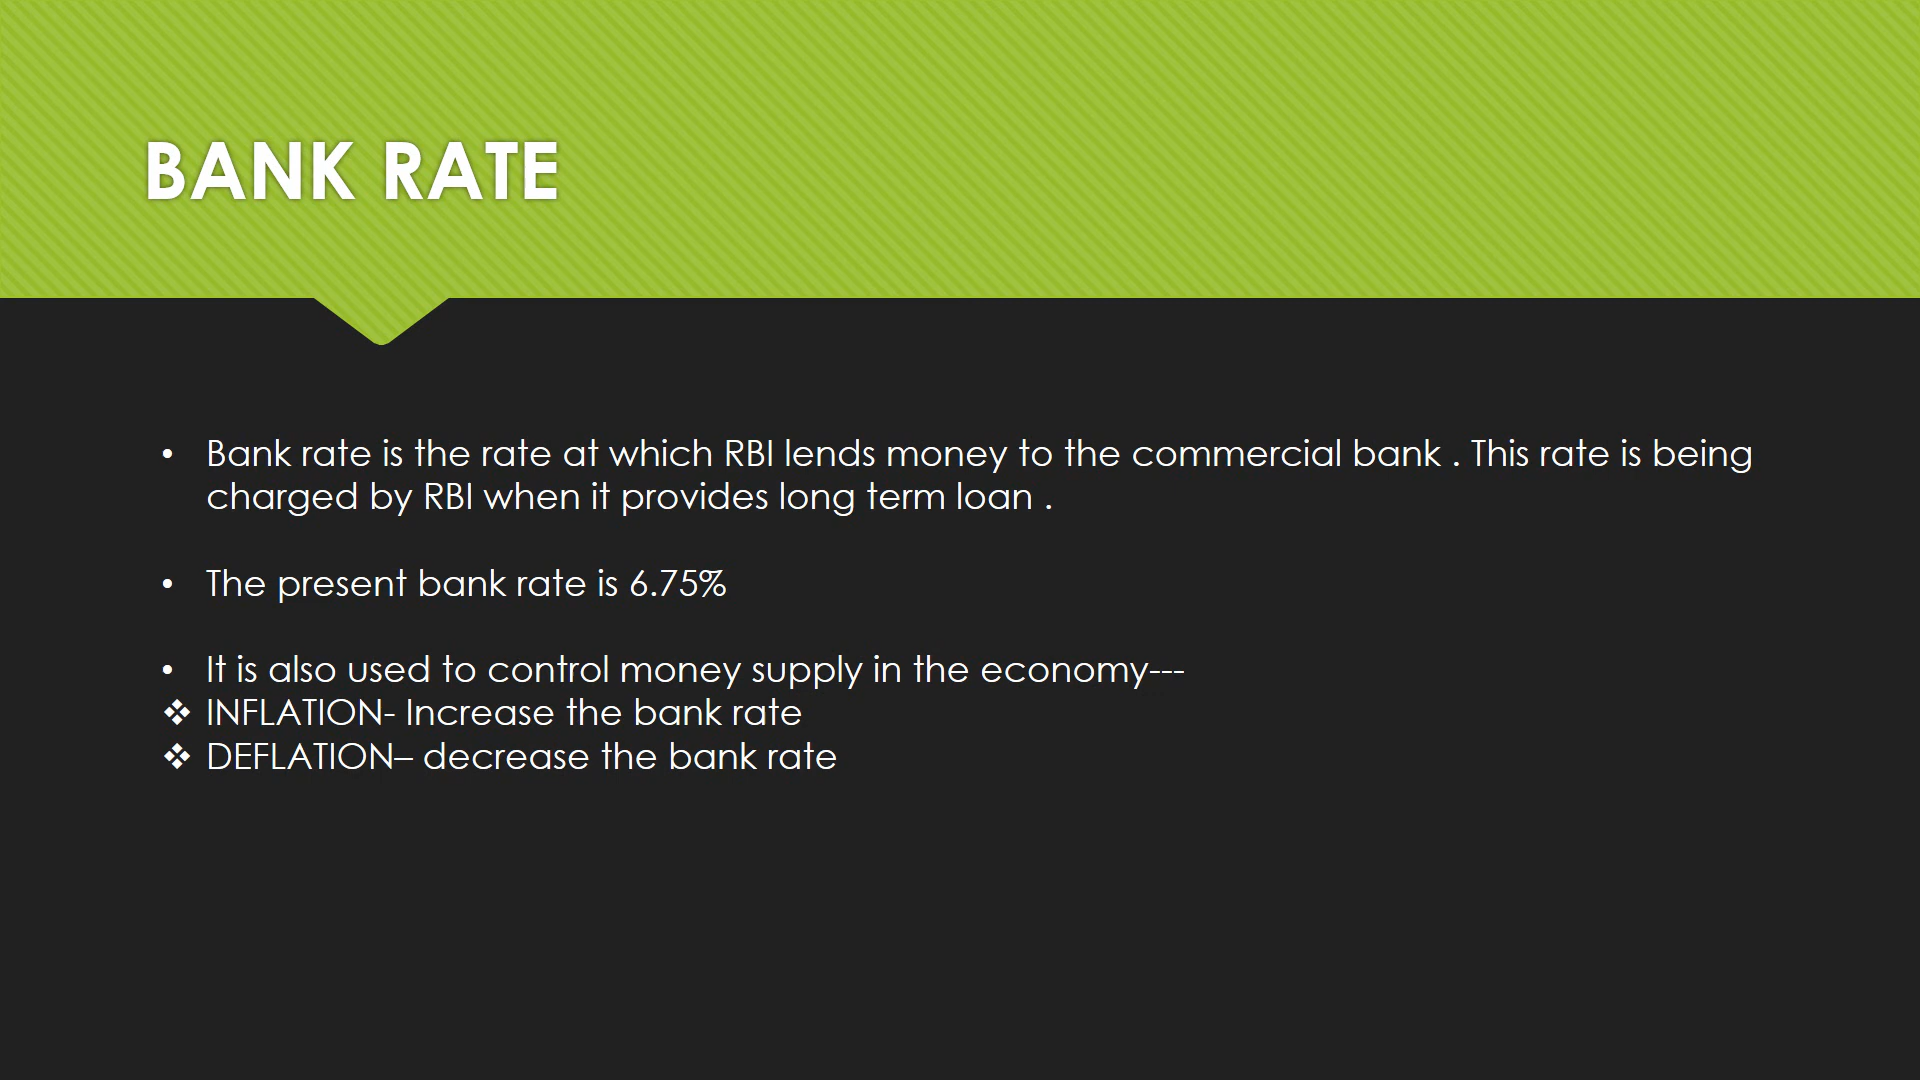 BANK RATE
• Bank rate is the rate at which RBI lends money to the commercial bank . This rate is being
charged by RBI when it provides long term loan .
• The present bank rate is 6.75%
• It is also used to control money supply in the economy---
❖ INFLATION- Increase the bank rate
❖ DEFLATION– decrease the bank rate